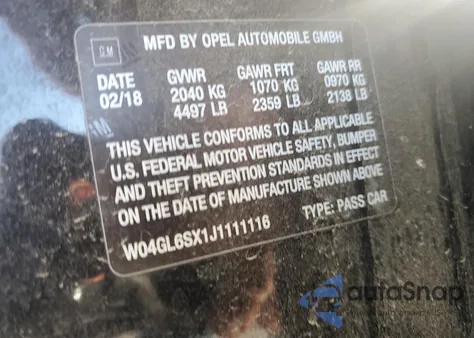 GM
MFD BY OPEL AUTOMOBILE GMBH
DATE GVWR GAWR FRT GAWR RR
02/18 2040 KG 1070 KG 0970 KG
4497 LB 2359 LB 2138 LB
THIS VEHICLE CONFORMS TO ALL APPLICABLE
U.S. FEDERAL MOTOR VEHICLE SAFETY, BUMPER
AND THEFT PREVENTION STANDARDS IN EFFECT
ON THE DATE OF MANUFACTURE SHOWN ABOVE
W04GL6SX1J1111116 TYPE: PASS CAR
autoSnap